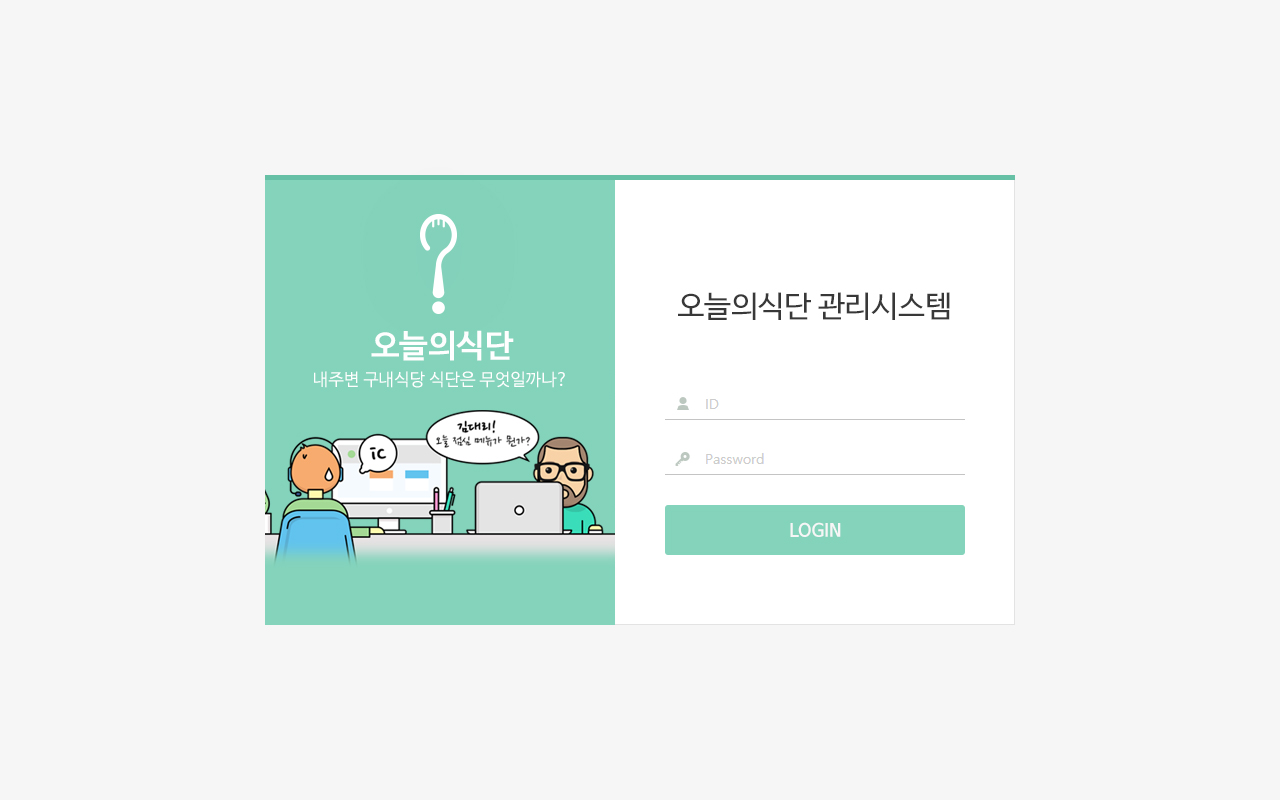 오늘의식단
내주변 구내식당 식단은 무엇일까나?
김대리!
오늘 점심 메뉴가 뭔가?
오늘의식단 관리시스템
ID
Password
LOGIN